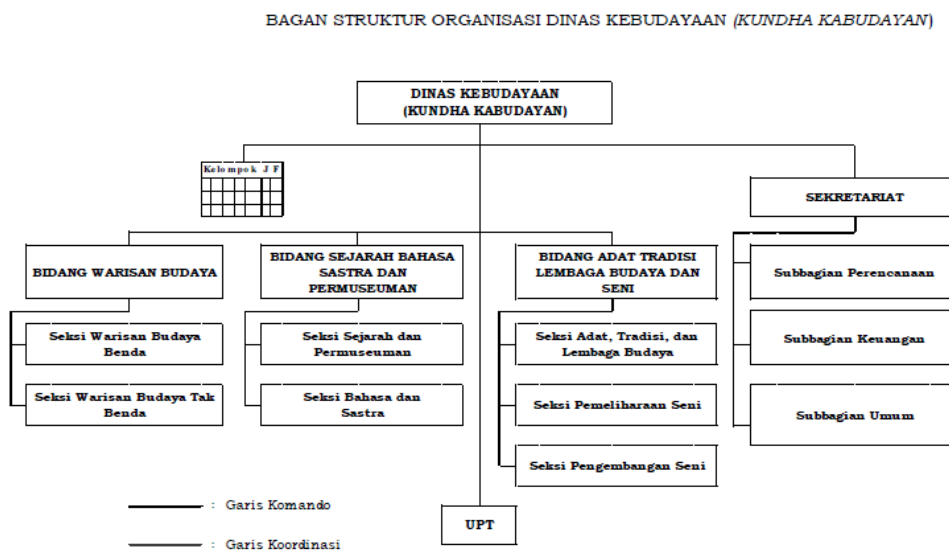 BAGAN STRUKTUR ORGANISASI DINAS KEBUDAYAAN (KUNDHA KABUDAYAN)
DINAS KEBUDAYAAN
(KUNDHA KABUDAYAN)
Kelompok J F
SEKRETARIAT
BIDANG WARISAN BUDAYA
BIDANG SEJARAH BAHASA
SASTRA DAN
PERMUSEUMAN
BIDANG ADAT TRADISI
LEMBAGA BUDAYA DAN
SENI
Subbagian Perencanaan
Subbagian Keuangan
Subbagian Umum
Seksi Warisan Budaya
Benda
Seksi Warisan Budaya Tak
Benda
Seksi Sejarah dan
Permuseuman
Seksi Bahasa dan
Sastra
Seksi Adat, Tradisi, dan
Lembaga Budaya
Seksi Pemeliharaan Seni
Seksi Pengembangan Seni
UPT
: Garis Komando
: Garis Koordinasi